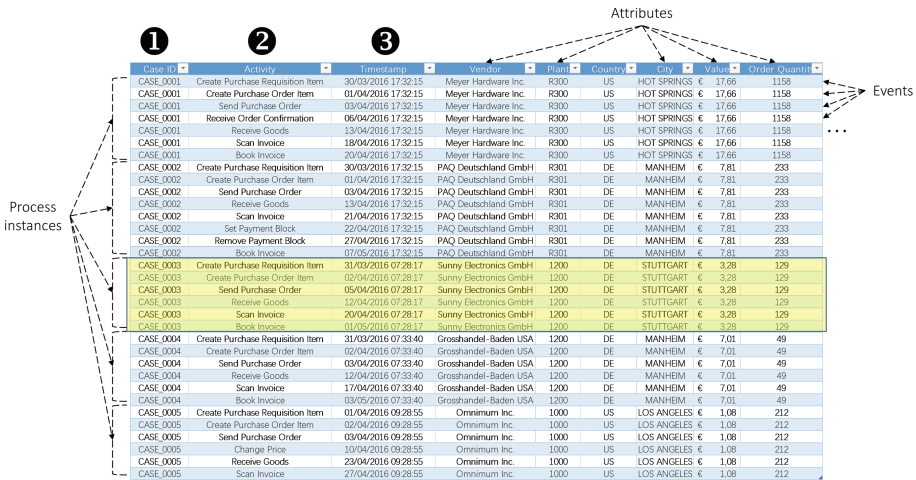 Attributes
1 2 3
Case ID Activity Timestamp Vendor Plant Country City Value Order Quantity
CASE_0001 Create Purchase Requisition Item 30/03/2016 17:32:15 Meyer Hardware Inc. R300 US HOT SPRINGS € 17,66 1158
CASE_0001 Create Purchase Order Item 01/04/2016 17:32:15 Meyer Hardware Inc. R300 US HOT SPRINGS € 17,66 1158
CASE_0001 Send Purchase Order 03/04/2016 17:32:15 Meyer Hardware Inc. R300 US HOT SPRINGS € 17,66 1158
CASE_0001 Receive Order Confirmation 06/04/2016 17:32:15 Meyer Hardware Inc. R300 US HOT SPRINGS € 17,66 1158
CASE_0001 Receive Goods 13/04/2016 17:32:15 Meyer Hardware Inc. R300 US HOT SPRINGS € 17,66 1158
CASE_0001 Scan Invoice 18/04/2016 17:32:15 Meyer Hardware Inc. R300 US HOT SPRINGS € 17,66 1158
CASE_0001 Book Invoice 20/04/2016 17:32:15 Meyer Hardware Inc. R300 US HOT SPRINGS € 17,66 1158
CASE_0002 Create Purchase Requisition Item 30/03/2016 17:32:15 PAQ Deutschland GmbH R301 DE MANHEIM € 7,81 233
CASE_0002 Create Purchase Order Item 01/04/2016 17:32:15 PAQ Deutschland GmbH R301 DE MANHEIM € 7,81 233
CASE_0002 Send Purchase Order 03/04/2016 17:32:15 PAQ Deutschland GmbH R301 DE MANHEIM € 7,81 233
CASE_0002 Receive Goods 13/04/2016 17:32:15 PAQ Deutschland GmbH R301 DE MANHEIM € 7,81 233
CASE_0002 Scan Invoice 21/04/2016 17:32:15 PAQ Deutschland GmbH R301 DE MANHEIM € 7,81 233
CASE_0002 Set Payment Block 22/04/2016 17:32:15 PAQ Deutschland GmbH R301 DE MANHEIM € 7,81 233
CASE_0002 Remove Payment Block 27/04/2016 17:32:15 PAQ Deutschland GmbH R301 DE MANHEIM € 7,81 233
CASE_0002 Book Invoice 07/05/2016 17:32:15 PAQ Deutschland GmbH R301 DE MANHEIM € 7,81 233
CASE_0003 Create Purchase Requisition Item 31/03/2016 07:28:17 Sunny Electronics GmbH 1200 DE STUTTGART € 3,28 129
CASE_0003 Create Purchase Order Item 02/04/2016 07:28:17 Sunny Electronics GmbH 1200 DE STUTTGART € 3,28 129
CASE_0003 Send Purchase Order 05/04/2016 07:28:17 Sunny Electronics GmbH 1200 DE STUTTGART € 3,28 129
CASE_0003 Receive Goods 12/04/2016 07:28:17 Sunny Electronics GmbH 1200 DE STUTTGART € 3,28 129
CASE_0003 Scan Invoice 20/04/2016 07:28:17 Sunny Electronics GmbH 1200 DE STUTTGART € 3,28 129
CASE_0003 Book Invoice 01/05/2016 07:28:17 Sunny Electronics GmbH 1200 DE STUTTGART € 3,28 129
CASE_0004 Create Purchase Requisition Item 31/03/2016 07:33:40 Grosshandel-Baden USA 1200 DE MANHEIM € 7,01 49
CASE_0004 Create Purchase Order Item 02/04/2016 07:33:40 Grosshandel-Baden USA 1200 DE MANHEIM € 7,01 49
CASE_0004 Send Purchase Order 03/04/2016 07:33:40 Grosshandel-Baden USA 1200 DE MANHEIM € 7,01 49
CASE_0004 Receive Goods 12/04/2016 07:33:40 Grosshandel-Baden USA 1200 DE MANHEIM € 7,01 49
CASE_0004 Scan Invoice 17/04/2016 07:33:40 Grosshandel-Baden USA 1200 DE MANHEIM € 7,01 49
CASE_0004 Book Invoice 03/05/2016 07:33:40 Grosshandel-Baden USA 1200 DE MANHEIM € 7,01 49
CASE_0005 Create Purchase Requisition Item 01/04/2016 09:28:55 Omnimum Inc. 1000 US LOS ANGELES € 1,08 212
CASE_0005 Create Purchase Order Item 02/04/2016 09:28:55 Omnimum Inc. 1000 US LOS ANGELES € 1,08 212
CASE_0005 Send Purchase Order 03/04/2016 09:28:55 Omnimum Inc. 1000 US LOS ANGELES € 1,08 212
CASE_0005 Change Price 10/04/2016 09:28:55 Omnimum Inc. 1000 US LOS ANGELES € 1,08 212
CASE_0005 Receive Goods 23/04/2016 09:28:55 Omnimum Inc. 1000 US LOS ANGELES € 1,08 212
CASE_0005 Scan Invoice 27/04/2016 09:28:55 Omnimum Inc. 1000 US LOS ANGELES € 1,08 212
Process
instances
Events
...